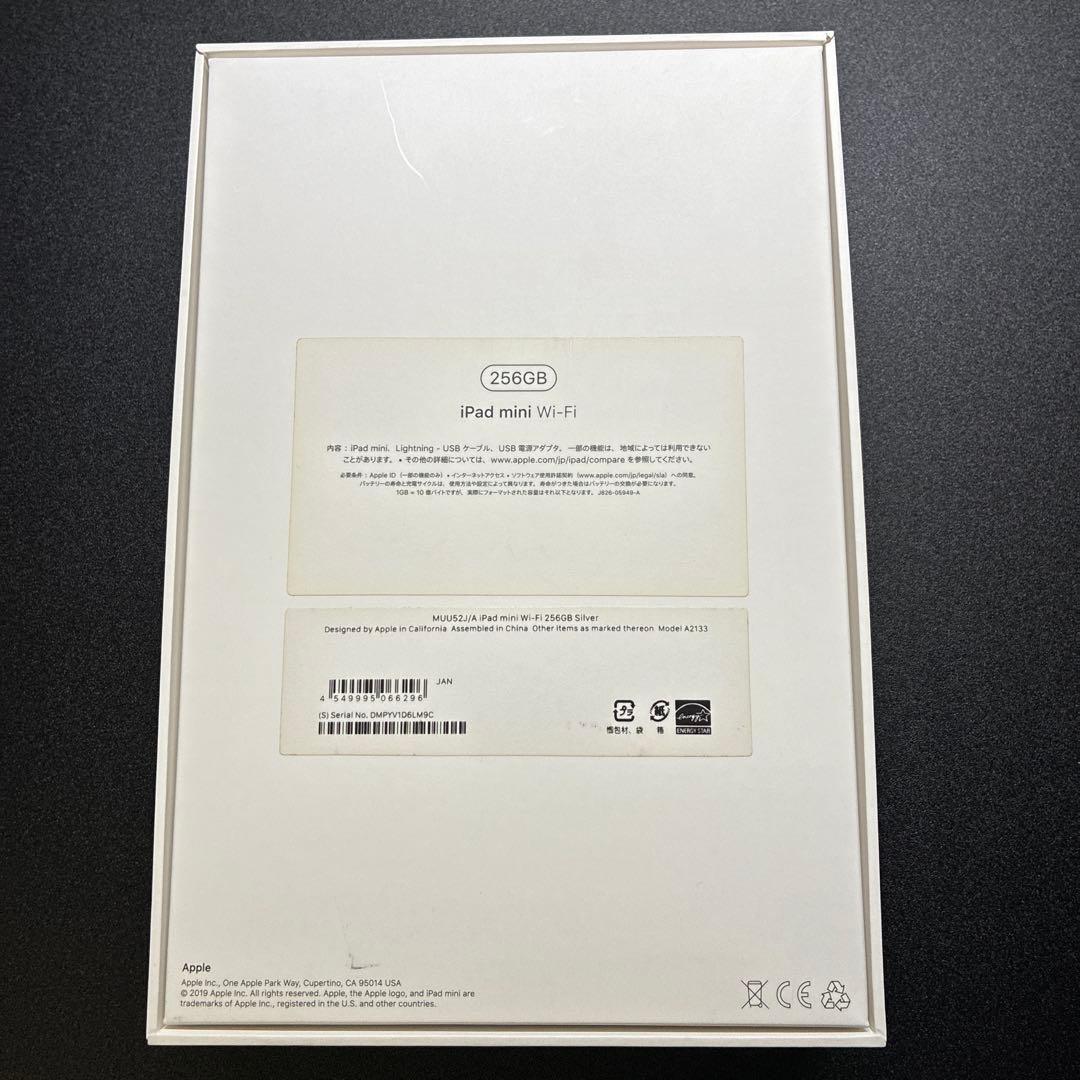 256GB
iPad mini Wi-Fi
内容：iPad mini、Lightning - USB ケーブル、USB 電源アダプタ。一部の機能は、地域によっては利用できない
ことがあります。• その他の詳細については、www.apple.com/jp/ipad/compare を参照してください。
必要条件：Apple ID（一部の機能のみ）• インターネットアクセス • ソフトウェア使用許諾契約（www.apple.com/jp/legal/sla）への同意。
バッテリーの寿命と充電サイクルは、使用方法や設定によって異なります。寿命がつきた場合はバッテリーの交換が必要になります。
1GB = 10 億バイトですが、実際にフォーマットされた容量はそれ以下となります。 J826-05949-A
MUU52J/A iPad mini Wi-Fi 256GB Silver
Designed by Apple in California Assembled in China Other items as marked thereon Model A2133
JAN
4 549995 066296
(S) Serial No. DMPYV1D6LM9C
プラ 紙 energy
個包材、袋 箱 ENERGY STAR
Apple
Apple Inc., One Apple Park Way, Cupertino, CA 95014 USA
© 2019 Apple Inc. All rights reserved. Apple, the Apple logo, and iPad mini are
trademarks of Apple Inc., registered in the U.S. and other countries.
CE